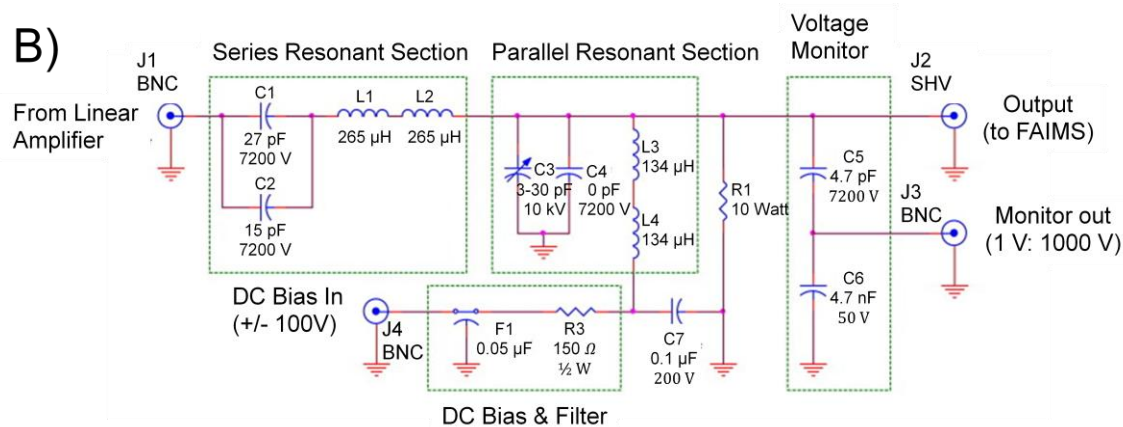 B)
J1
BNC
From Linear
Amplifier
Series Resonant Section
C1
27 pF
7200 V
C2
15 pF
7200 V
L1
265 µH
L2
265 µH
Parallel Resonant Section
C3
3-30 pF
10 kV
C4
0 pF
7200 V
L3
134 µH
L4
134 µH
R1
10 Watt
Voltage
Monitor
C5
4.7 pF
7200 V
C6
4.7 nF
50 V
J2
SHV
Output
(to FAIMS)
J3
BNC
Monitor out
(1 V: 1000 V)
DC Bias In
(+/- 100V)
J4
BNC
F1
0.05 µF
R3
150 Ω
½ W
C7
0.1 µF
200 V
DC Bias & Filter